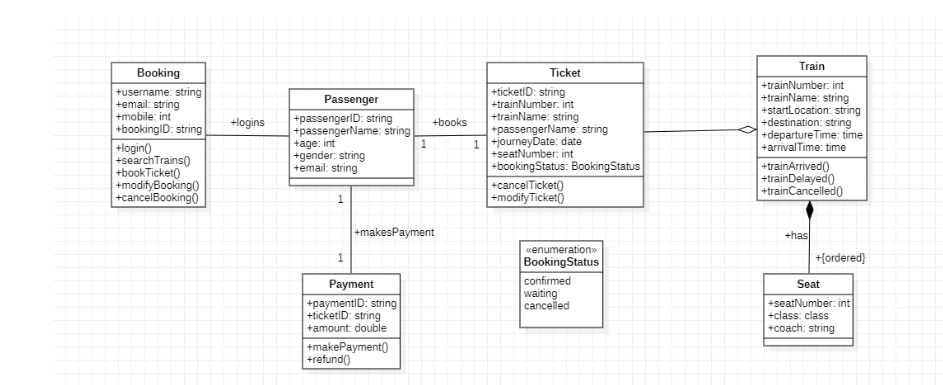 Booking
+username: string
+email: string
+mobile: int
+bookingID: string
+login()
+searchTrains()
+bookTicket()
+modifyBooking()
+cancelBooking()
+logins
Passenger
+passengerID: string
+passengerName: string
+age: int
+gender: string
+email: string
+books
1
1
Ticket
+ticketID: string
+trainNumber: int
+trainName: string
+passengerName: string
+journeyDate: date
+seatNumber: int
+bookingStatus: BookingStatus
+cancelTicket()
+modifyTicket()
Train
+trainNumber: int
+trainName: string
+startLocation: string
+destination: string
+departureTime: time
+arrivalTime: time
+trainArrived()
+trainDelayed()
+trainCancelled()
1
+makesPayment
1
Payment
+paymentID: string
+ticketID: string
+amount: double
+makePayment()
+refund()
«enumeration»
BookingStatus
confirmed
waiting
cancelled
+has
+{ordered}
Seat
+seatNumber: int
+class: class
+coach: string